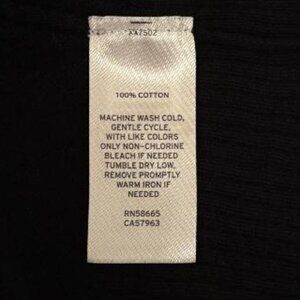 AA7502
100% COTTON
MACHINE WASH COLD,
GENTLE CYCLE,
WITH LIKE COLORS
ONLY NON-CHLORINE
BLEACH IF NEEDED
TUMBLE DRY LOW,
REMOVE PROMPTLY
WARM IRON IF
NEEDED
RN58665
CA57963